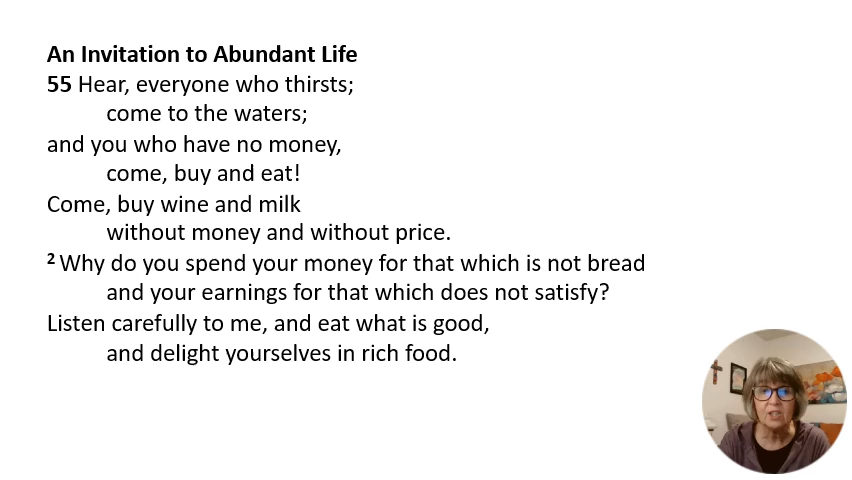 An Invitation to Abundant Life
55 Hear, everyone who thirsts;
come to the waters;
and you who have no money,
come, buy and eat!
Come, buy wine and milk
without money and without price.
2 Why do you spend your money for that which is not bread
and your earnings for that which does not satisfy?
Listen carefully to me, and eat what is good,
and delight yourselves in rich food.